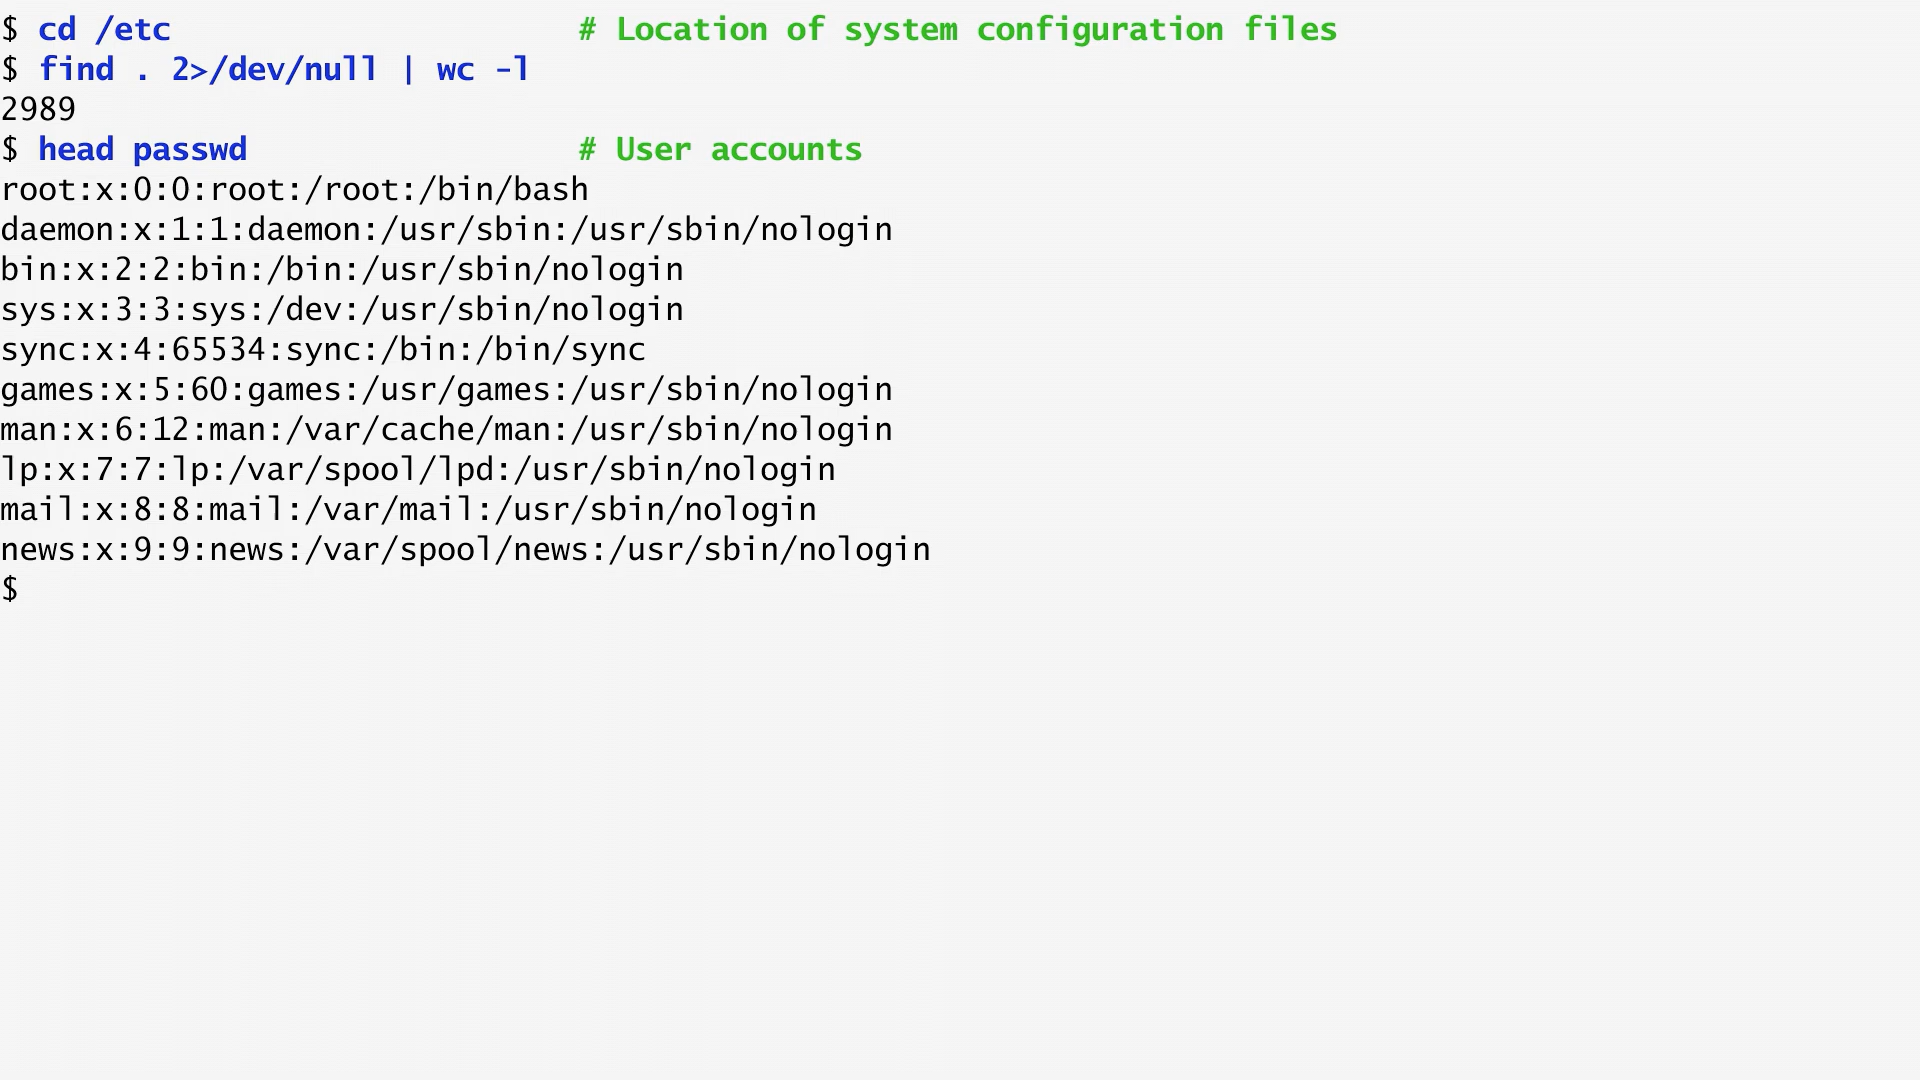 $ cd /etc                     # Location of system configuration files
$ find . 2>/dev/null | wc -l
2989
$ head passwd                 # User accounts
root:x:0:0:root:/root:/bin/bash
daemon:x:1:1:daemon:/usr/sbin:/usr/sbin/nologin
bin:x:2:2:bin:/bin:/usr/sbin/nologin
sys:x:3:3:sys:/dev:/usr/sbin/nologin
sync:x:4:65534:sync:/bin:/bin/sync
games:x:5:60:games:/usr/games:/usr/sbin/nologin
man:x:6:12:man:/var/cache/man:/usr/sbin/nologin
lp:x:7:7:lp:/var/spool/lpd:/usr/sbin/nologin
mail:x:8:8:mail:/var/mail:/usr/sbin/nologin
news:x:9:9:news:/var/spool/news:/usr/sbin/nologin
$